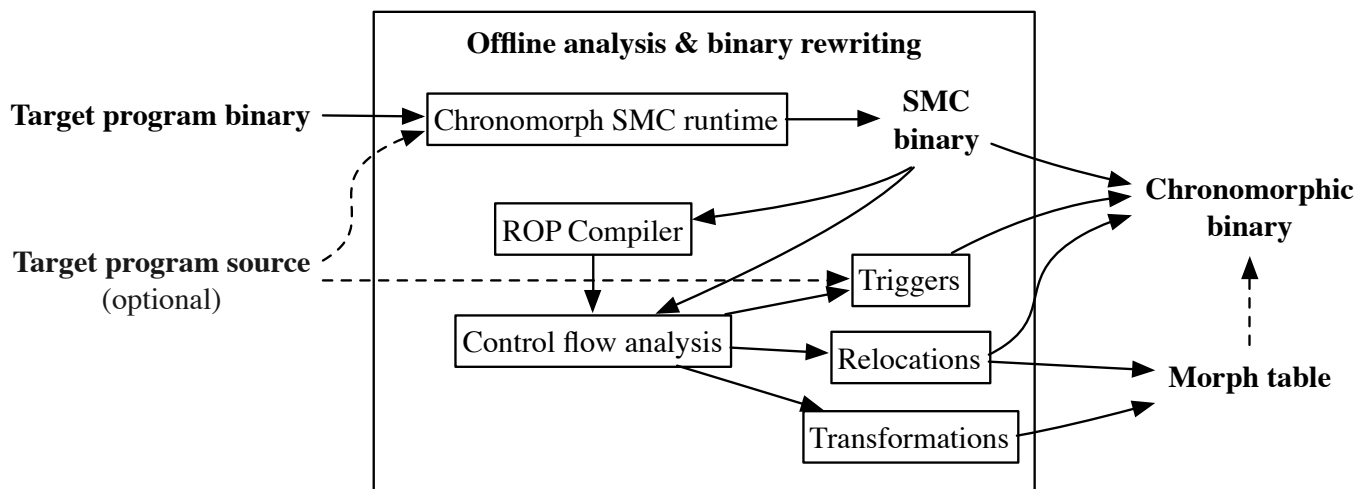 Offline analysis & binary rewriting
Target program binary
Chronomorph SMC runtime
SMC
binary
Chronomorphic
binary
ROP Compiler
Target program source
(optional)
Triggers
Control flow analysis
Relocations
Morph table
Transformations